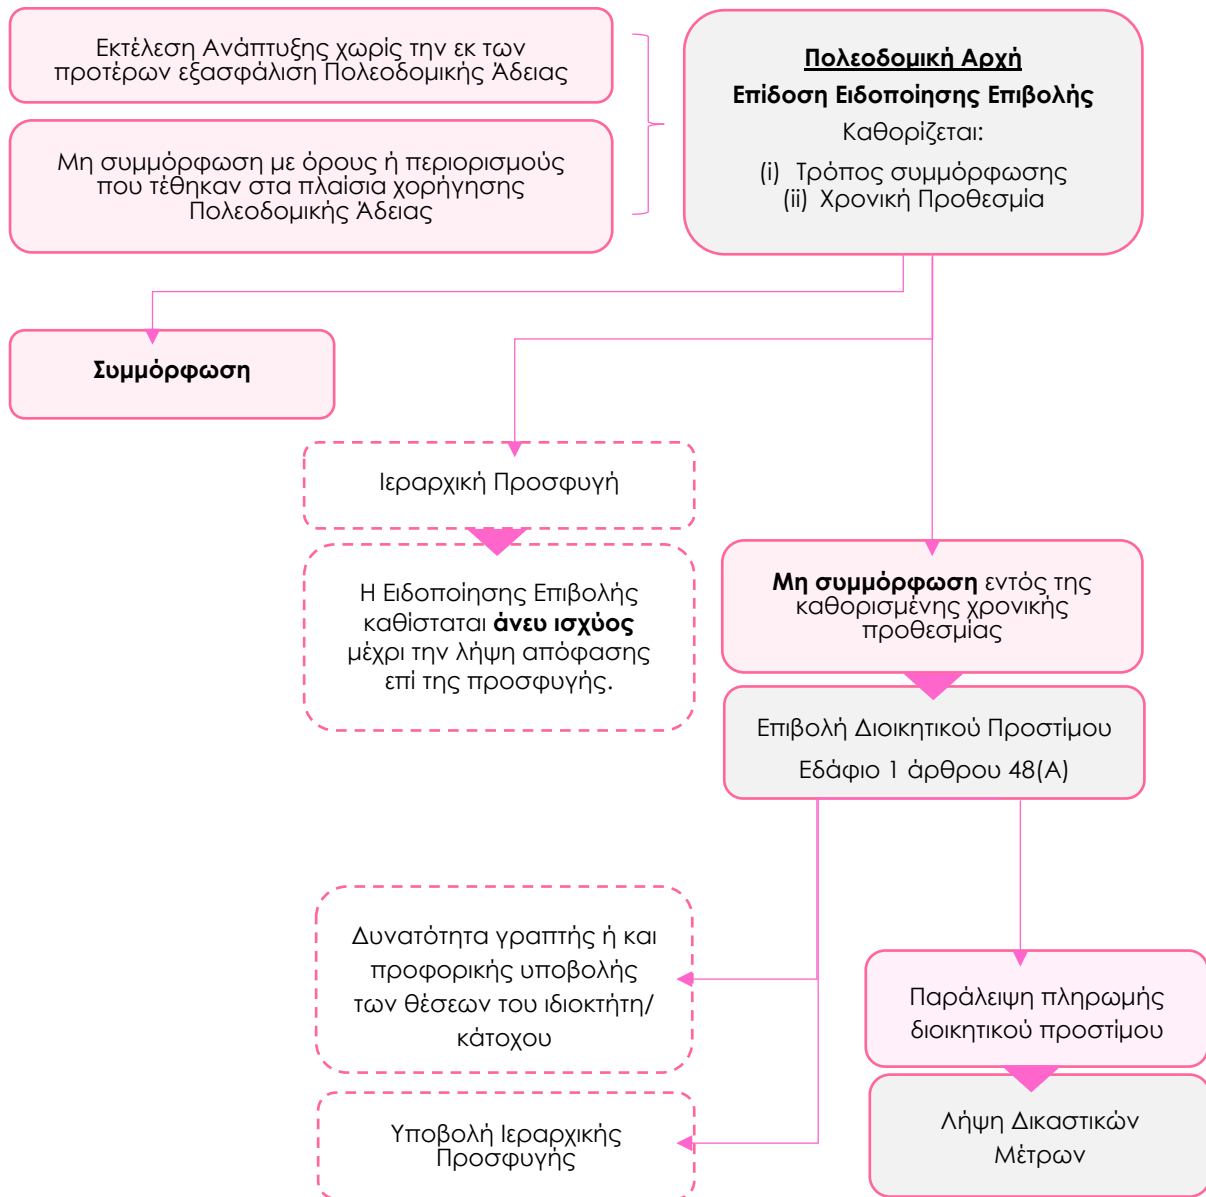 Εκτέλεση Ανάπτυξης χωρίς την εκ των
προτέρων εξασφάλιση Πολεοδομικής Άδειας
Μη συμμόρφωση με όρους ή περιορισμούς
που τέθηκαν στα πλαίσια χορήγησης
Πολεοδομικής Άδειας
Πολεοδομική Αρχή
Επίδοση Ειδοποίησης Επιβολής
Καθορίζεται:
(i) Τρόπος συμμόρφωσης
(ii) Χρονική Προθεσμία
Συμμόρφωση
Ιεραρχική Προσφυγή
Η Ειδοποίησης Επιβολής
καθίσταται άνευ ισχύος
μέχρι την λήψη απόφασης
επί της προσφυγής.
Μη συμμόρφωση εντός της
καθορισμένης χρονικής
προθεσμίας
Επιβολή Διοικητικού Προστίμου
Εδάφιο 1 άρθρου 48(Α)
Δυνατότητα γραπτής ή και
προφορικής υποβολής
των θέσεων του ιδιοκτήτη/
κάτοχου
Υποβολή Ιεραρχικής
Προσφυγής
Παράλειψη πληρωμής
διοικητικού προστίμου
Λήψη Δικαστικών
Μέτρων